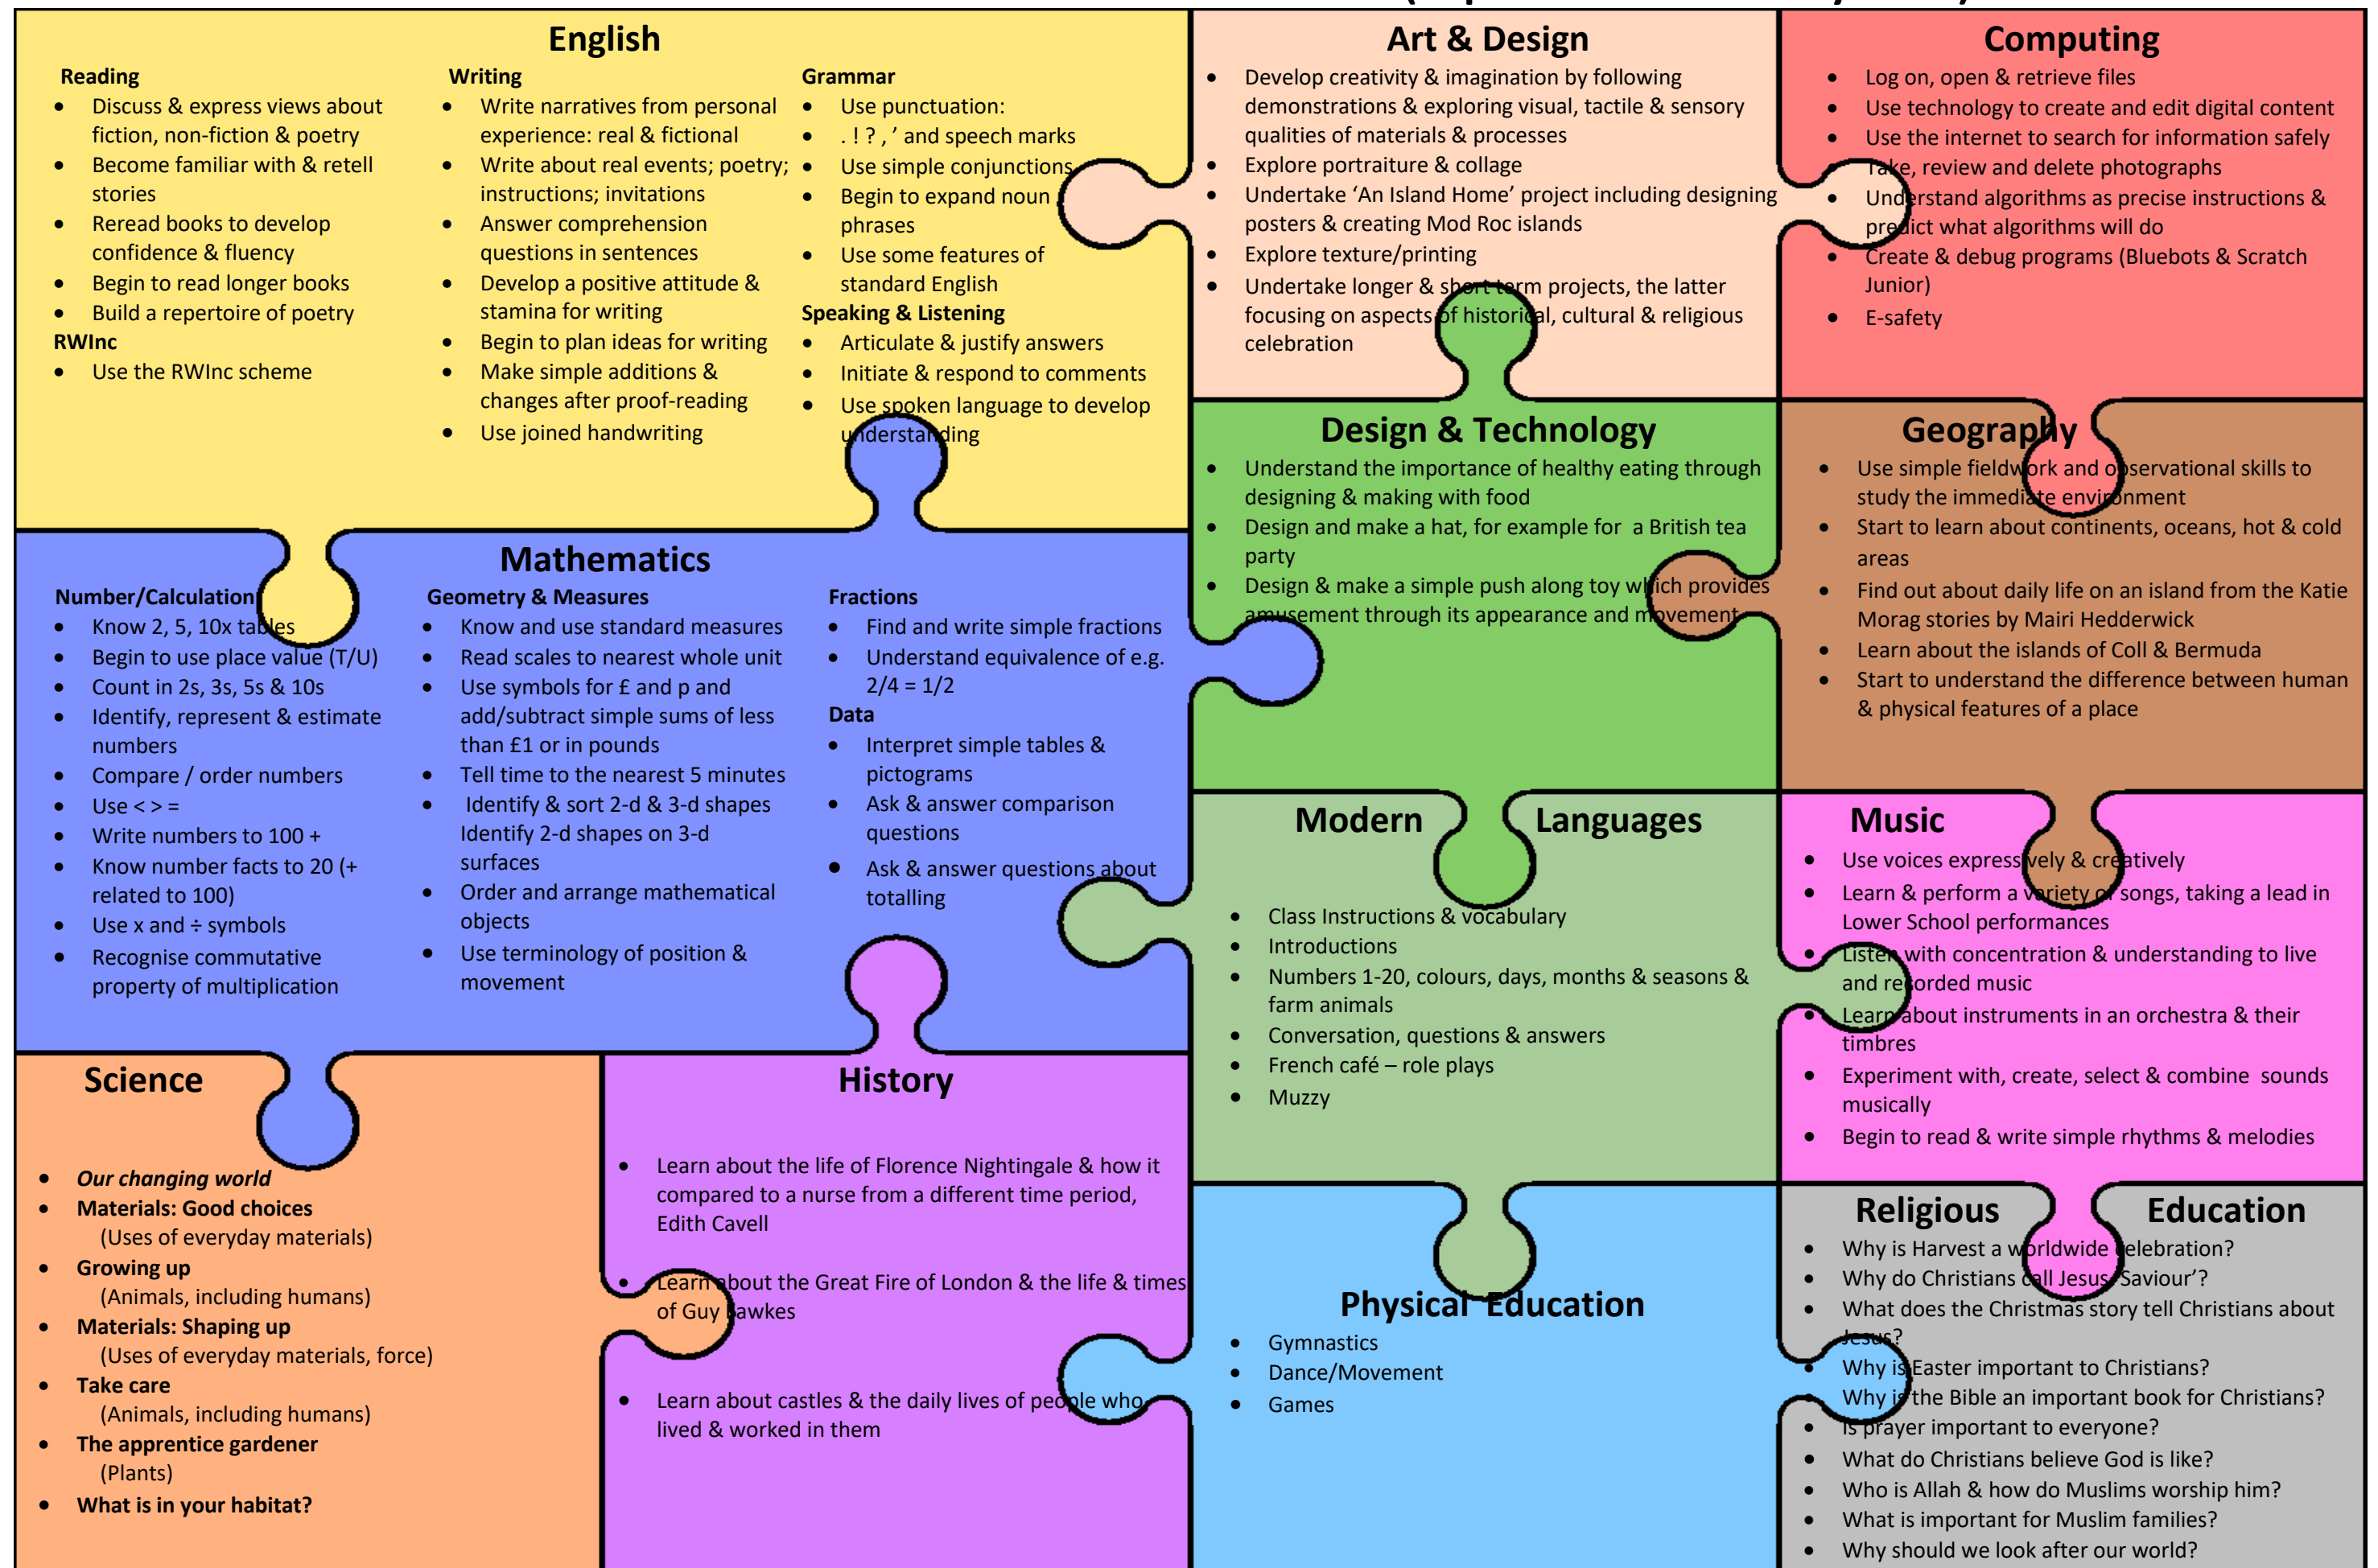 English
Reading
• Discuss & express views about
fiction, non-fiction & poetry
• Become familiar with & retell
stories
• Reread books to develop
confidence & fluency
• Begin to read longer books
• Build a repertoire of poetry
RWInc
• Use the RWInc scheme
Writing
• Write narratives from personal
experience: real & fictional
• Write about real events; poetry;
instructions; invitations
• Answer comprehension
questions in sentences
• Develop a positive attitude &
stamina for writing
• Begin to plan ideas for writing
• Make simple additions &
changes after proof-reading
• Use joined handwriting
Grammar
• Use punctuation:
• . ! ? , ’ and speech marks
• Use simple conjunctions
• Begin to expand noun
phrases
• Use some features of
standard English
Speaking & Listening
• Articulate & justify answers
• Initiate & respond to comments
• Use spoken language to develop
understanding
Art & Design
• Develop creativity & imagination by following
demonstrations & exploring visual, tactile & sensory
qualities of materials & processes
• Explore portraiture & collage
• Undertake ‘An Island Home’ project including designing
posters & creating Mod Roc islands
• Explore texture/printing
• Undertake longer & short term projects, the latter
focusing on aspects of historical, cultural & religious
celebration
Computing
• Log on, open & retrieve files
• Use technology to create and edit digital content
• Use the internet to search for information safely
• Take, review and delete photographs
• Understand algorithms as precise instructions &
predict what algorithms will do
• Create & debug programs (Bluebots & Scratch
Junior)
• E-safety
Design & Technology
• Understand the importance of healthy eating through
designing & making with food
• Design and make a hat, for example for a British tea
party
• Design & make a simple push along toy which provides
amusement through its appearance and movement
Geography
• Use simple fieldwork and observational skills to
study the immediate environment
• Start to learn about continents, oceans, hot & cold
areas
• Find out about daily life on an island from the Katie
Morag stories by Mairi Hedderwick
• Learn about the islands of Coll & Bermuda
• Start to understand the difference between human
& physical features of a place
Mathematics
Number/Calculation
• Know 2, 5, 10x tables
• Begin to use place value (T/U)
• Count in 2s, 3s, 5s & 10s
• Identify, represent & estimate
numbers
• Compare / order numbers
• Use < > =
• Write numbers to 100 +
• Know number facts to 20 (+
related to 100)
• Use x and ÷ symbols
• Recognise commutative
property of multiplication
Geometry & Measures
• Know and use standard measures
• Read scales to nearest whole unit
• Use symbols for £ and p and
add/subtract simple sums of less
than £1 or in pounds
• Tell time to the nearest 5 minutes
• Identify & sort 2-d & 3-d shapes
Identify 2-d shapes on 3-d
surfaces
• Order and arrange mathematical
objects
• Use terminology of position &
movement
Fractions
• Find and write simple fractions
• Understand equivalence of e.g.
2/4 = 1/2
Data
• Interpret simple tables &
pictograms
• Ask & answer comparison
questions
• Ask & answer questions about
totalling
Modern Languages
• Class Instructions & vocabulary
• Introductions
• Numbers 1-20, colours, days, months & seasons &
farm animals
• Conversation, questions & answers
• French café – role plays
• Muzzy
Music
• Use voices expressively & creatively
• Learn & perform a variety of songs, taking a lead in
Lower School performances
• Listen with concentration & understanding to live
and recorded music
• Learn about instruments in an orchestra & their
timbres
• Experiment with, create, select & combine sounds
musically
• Begin to read & write simple rhythms & melodies
Science
• Our changing world
• Materials: Good choices
(Uses of everyday materials)
• Growing up
(Animals, including humans)
• Materials: Shaping up
(Uses of everyday materials, force)
• Take care
(Animals, including humans)
• The apprentice gardener
(Plants)
• What is in your habitat?
History
• Learn about the life of Florence Nightingale & how it
compared to a nurse from a different time period,
Edith Cavell
• Learn about the Great Fire of London & the life & times
of Guy Fawkes
• Learn about castles & the daily lives of people who
lived & worked in them
Physical Education
• Gymnastics
• Dance/Movement
• Games
Religious Education
• Why is Harvest a worldwide celebration?
• Why do Christians call Jesus ‘Saviour’?
• What does the Christmas story tell Christians about
Jesus?
• Why is Easter important to Christians?
• Why is the Bible an important book for Christians?
• Is prayer important to everyone?
• What do Christians believe God is like?
• Who is Allah & how do Muslims worship him?
• What is important for Muslim families?
• Why should we look after our world?